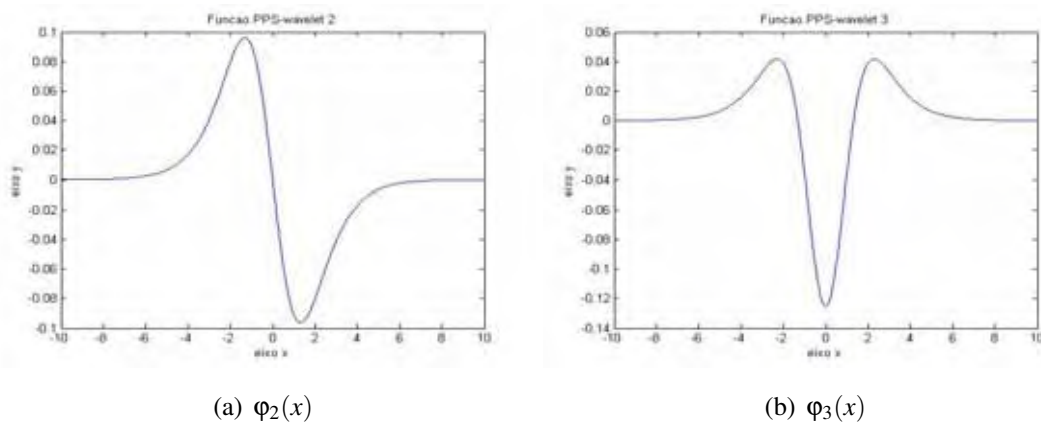 Funcao PPS-wavelet 2
0.1
0.08
0.06
0.04
0.02
0
-0.02
-0.04
-0.06
-0.08
-0.1
eixo y
-10 -8 -6 -4 -2 0 2 4 6 8 10
eixo x
(a) φ2(x)
Funcao PPS-wavelet 3
0.06
0.04
0.02
0
-0.02
-0.04
-0.06
-0.08
-0.1
-0.12
-0.14
eixo y
-10 -8 -6 -4 -2 0 2 4 6 8 10
eixo x
(b) φ3(x)